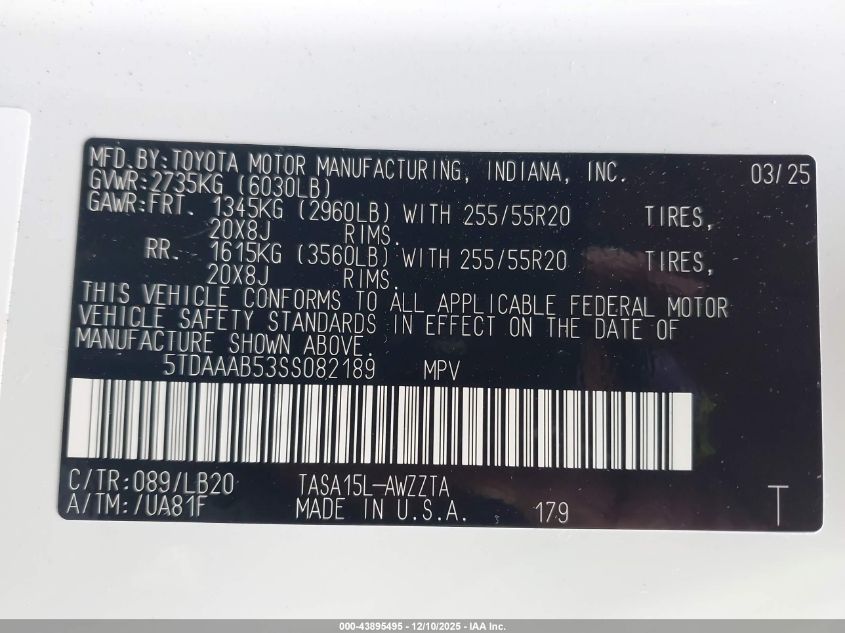 MFD.BY:TOYOTA MOTOR MANUFACTURING, INDIANA, INC. 03/25
GVWR:2735KG (6030LB)
GAWR:FRT. 1345KG (2960LB) WITH 255/55R20 TIRES,
20X8J RIMS.
RR. 1615KG (3560LB) WITH 255/55R20 TIRES,
20X8J RIMS.
THIS VEHICLE CONFORMS TO ALL APPLICABLE FEDERAL MOTOR
VEHICLE SAFETY STANDARDS IN EFFECT ON THE DATE OF
MANUFACTURE SHOWN ABOVE.
5TDAAAB53SS082189 MPV
C/TR:089/LB20 TASA15L-AWZZTA
A/TM:/UA81F MADE IN U.S.A. 179 T
000-43895495 - 12/10/2025 - IAA Inc.